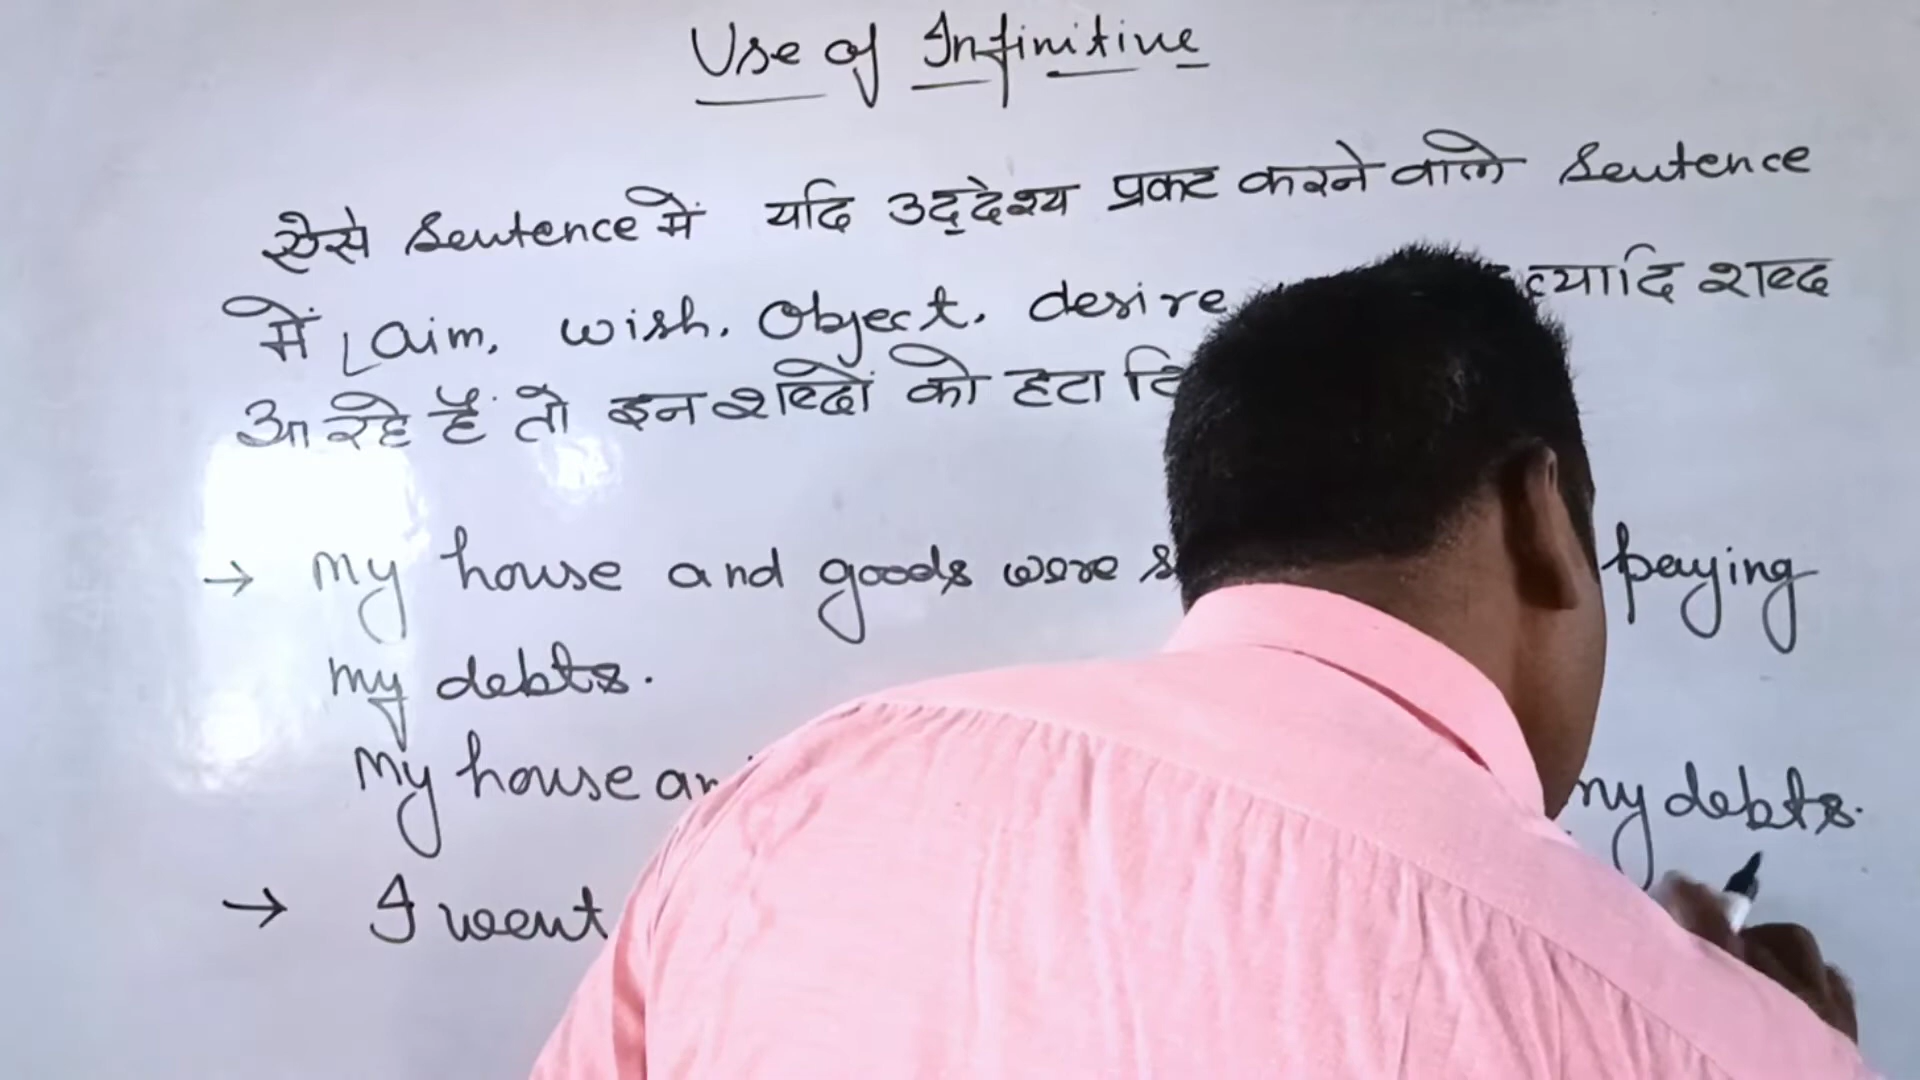 Use of Infinitive
ऐसे Sentence में यदि उद्देश्य प्रकट करने वाले Sentence
में Aim, wish, Object, desire त्यादि शब्द
आ रहे हैं तो इन शब्दों को हटा
→ My house and goods were paying
my debts.
My house my debts.
→ I went